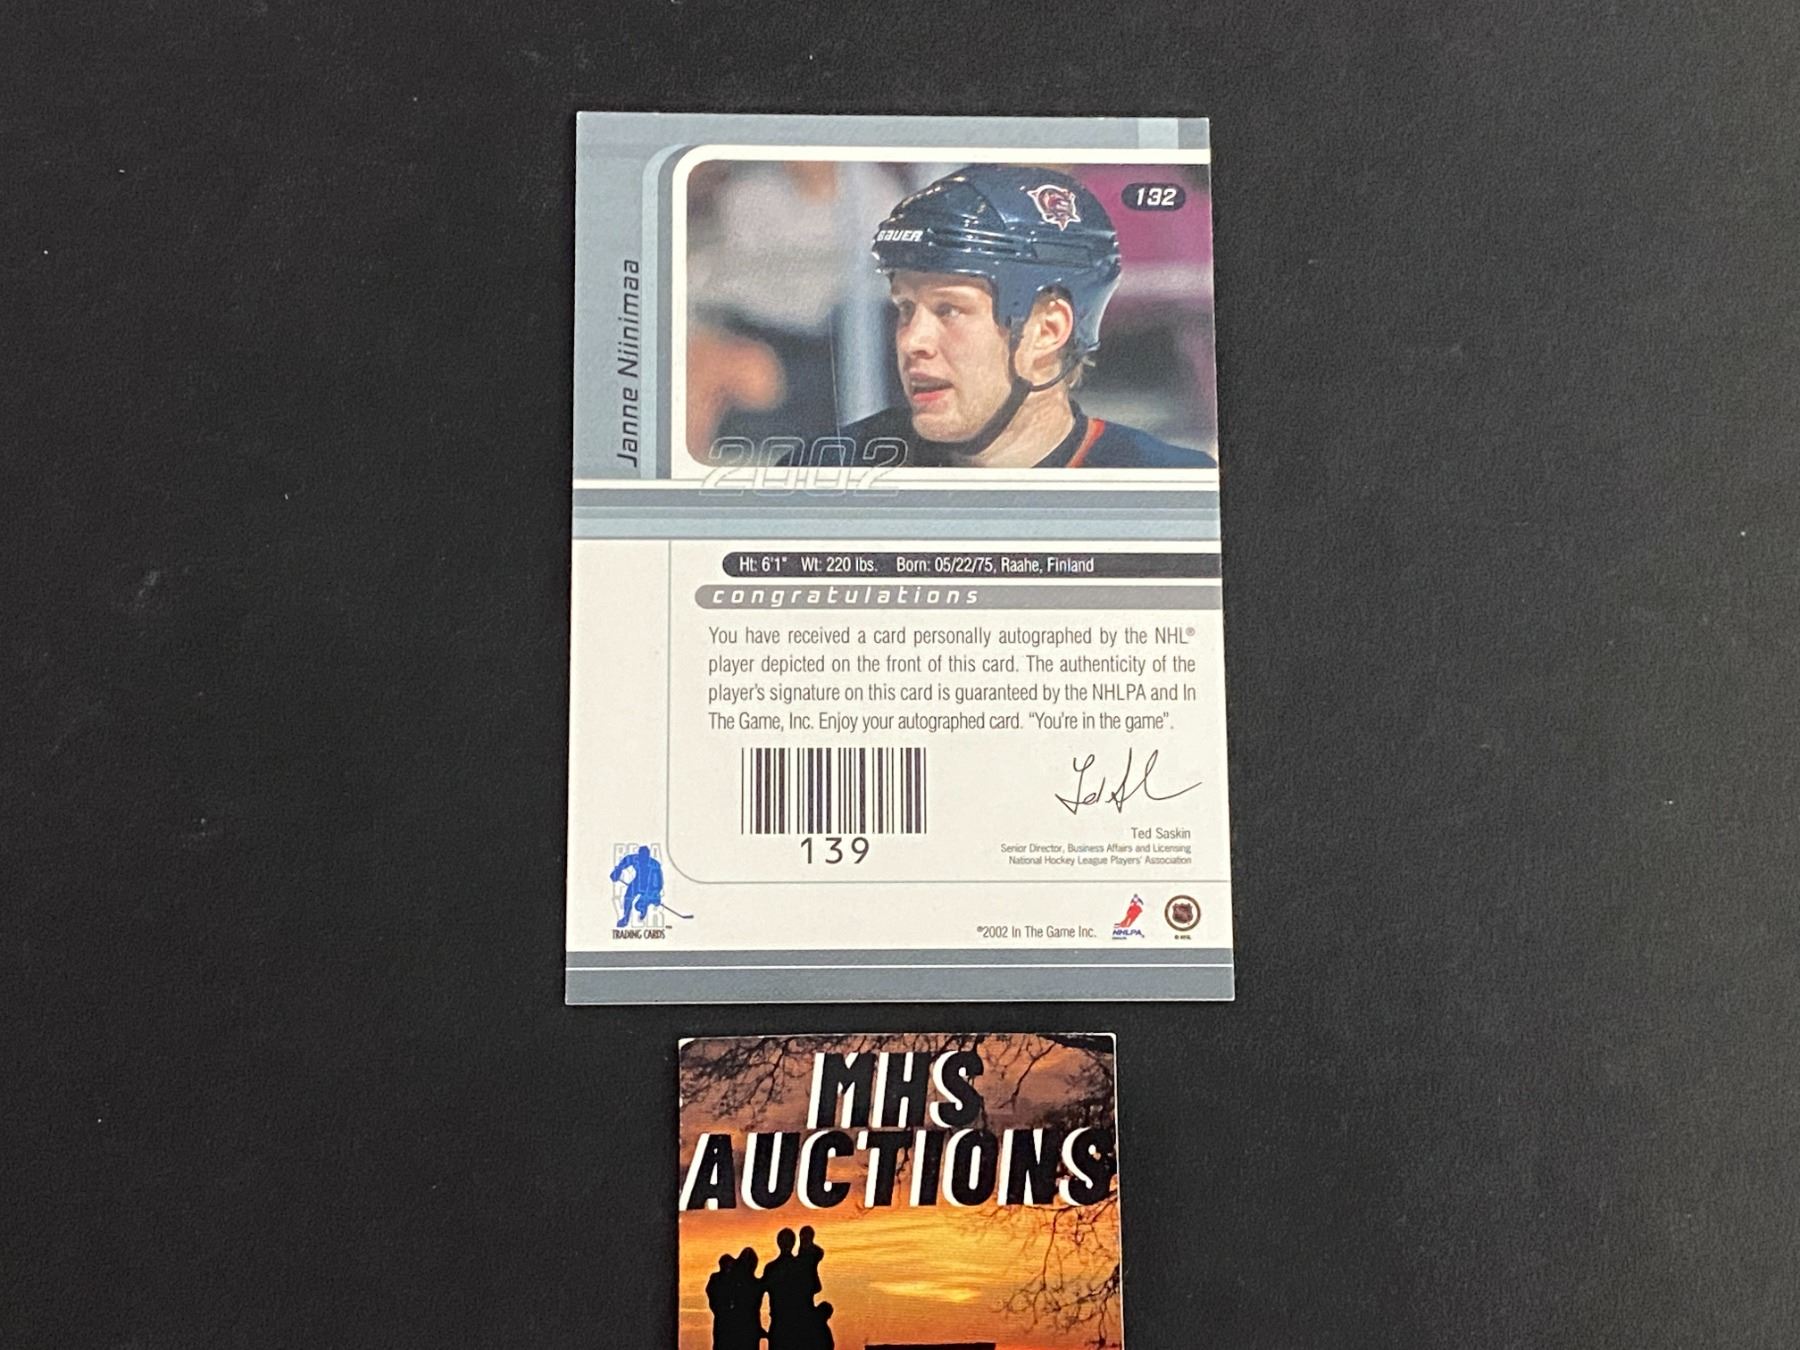 132
BAUER
Janne Niinimaa
2002
Ht: 6'1" Wt: 220 lbs. Born: 05/22/75, Raahe, Finland
congratulations
You have received a card personally autographed by the NHL®
player depicted on the front of this card. The authenticity of the
player's signature on this card is guaranteed by the NHLPA and In
The Game, Inc. Enjoy your autographed card. "You're in the game".
139
Ted Saskin
Senior Director, Business Affairs and Licensing
National Hockey League Players' Association
TRADING CARDS
©2002 In The Game Inc.
NHLPA
MHS
AUCTIONS